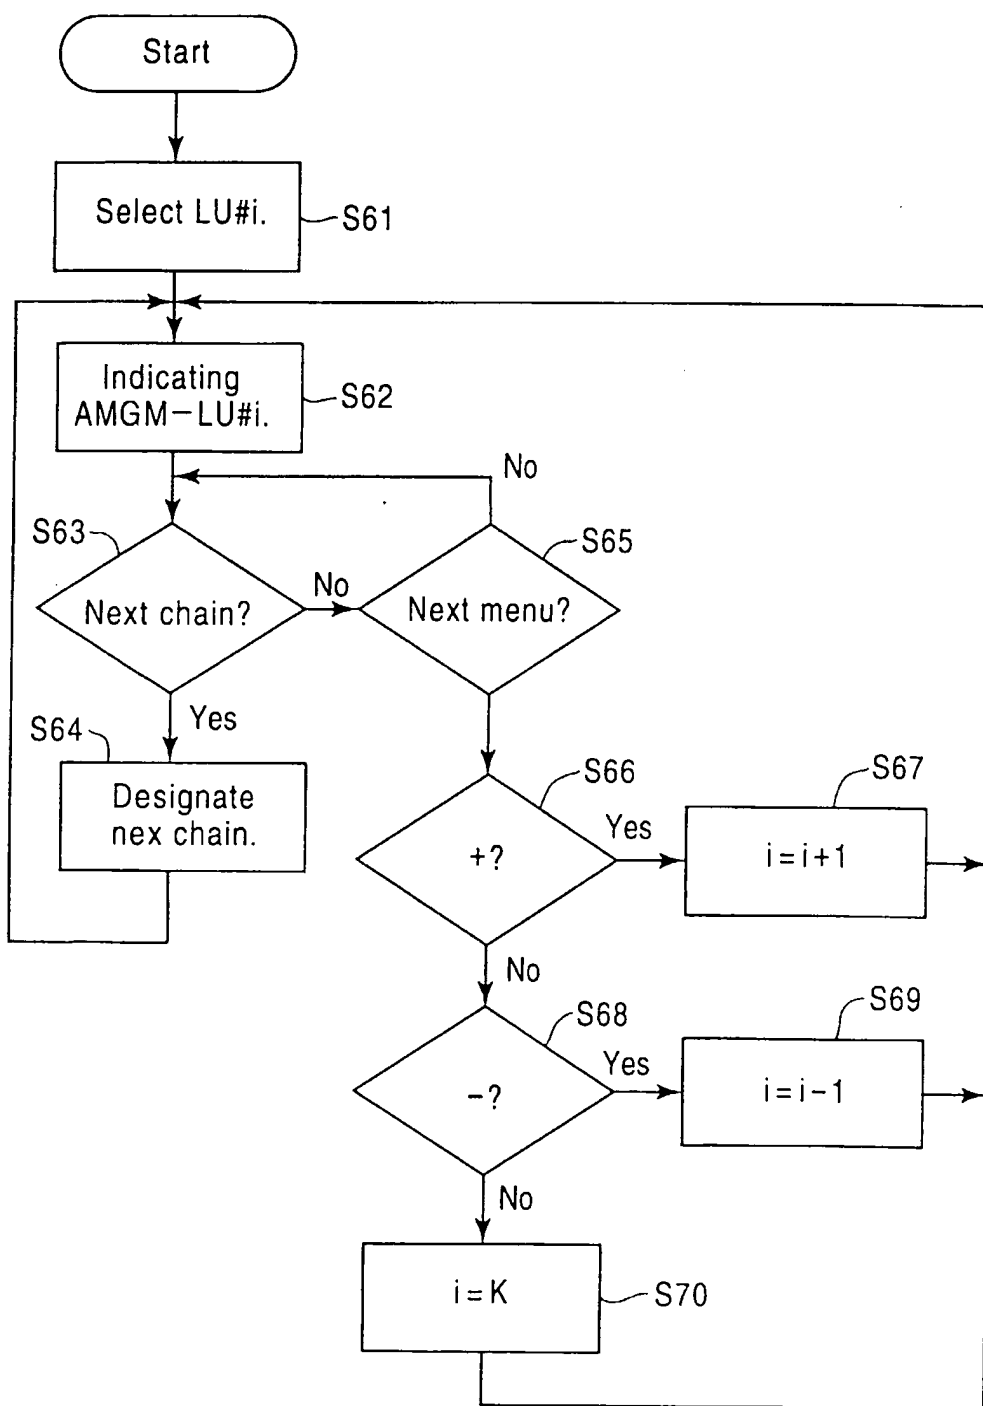 Start
Select LU#i.
S61
Indicating
AMGM-LU#i.
S62
No
S63
S65
Next chain?
No
Next menu?
Yes
S64
Designate
nex chain.
S66
S67
+?
Yes
i=i+1
No
S68
S69
-?
Yes
i=i-1
No
i=K
S70